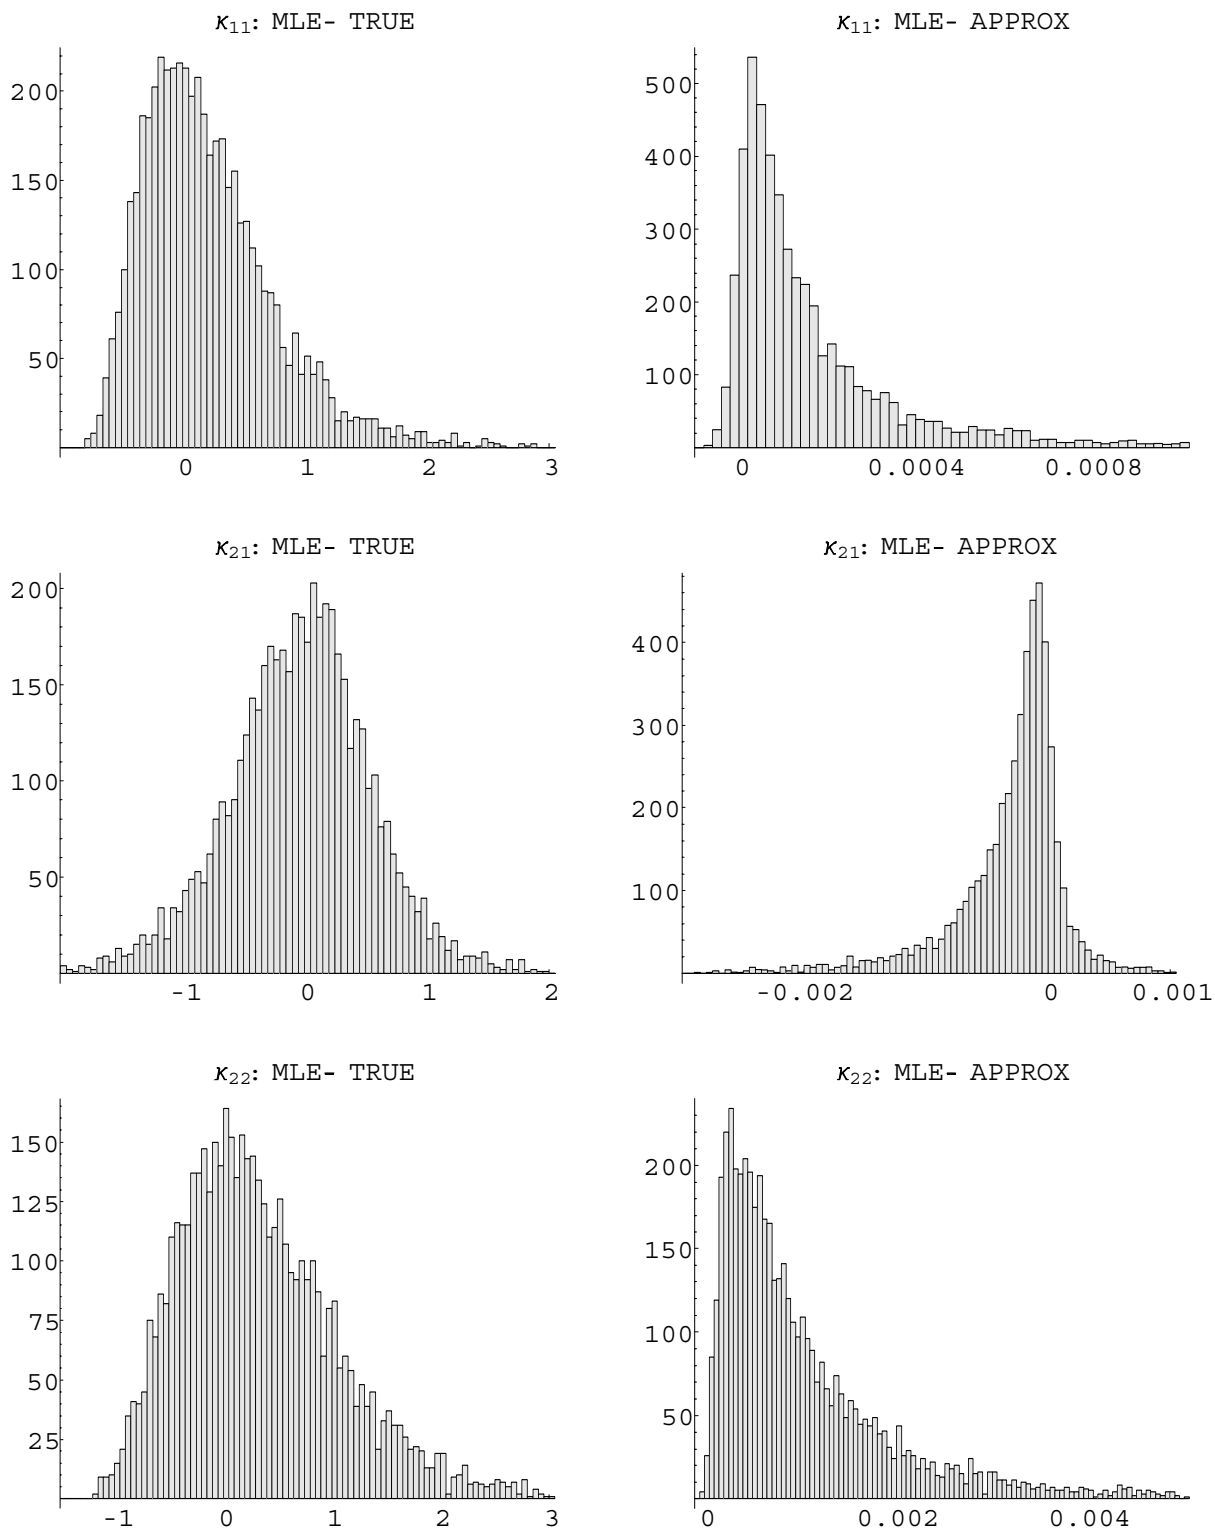 κ11: MLE- TRUE
κ11: MLE- APPROX
200
150
100
50
0 1 2 3
500
400
300
200
100
0 0.0004 0.0008
κ21: MLE- TRUE
κ21: MLE- APPROX
200
150
100
50
-1 0 1 2
400
300
200
100
-0.002 0 0.001
κ22: MLE- TRUE
κ22: MLE- APPROX
150
125
100
75
50
25
-1 0 1 2 3
200
150
100
50
0 0.002 0.004